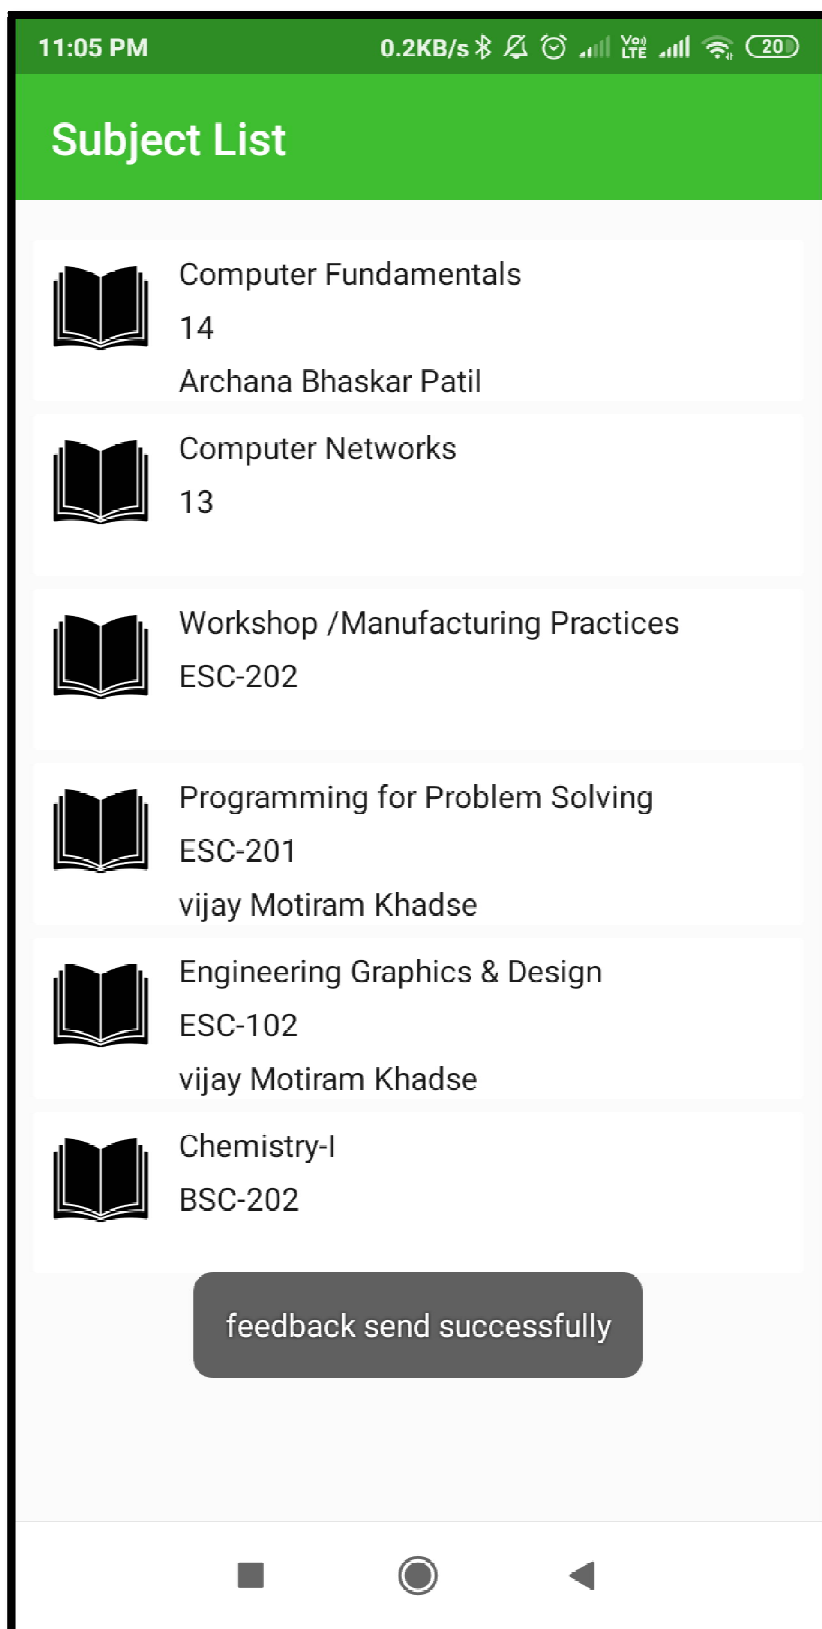 11:05 PM 0.2KB/s Vo)) LTE 20
Subject List
Computer Fundamentals
14
Archana Bhaskar Patil
Computer Networks
13
Workshop /Manufacturing Practices
ESC-202
Programming for Problem Solving
ESC-201
vijay Motiram Khadse
Engineering Graphics & Design
ESC-102
vijay Motiram Khadse
Chemistry-I
BSC-202
feedback send successfully